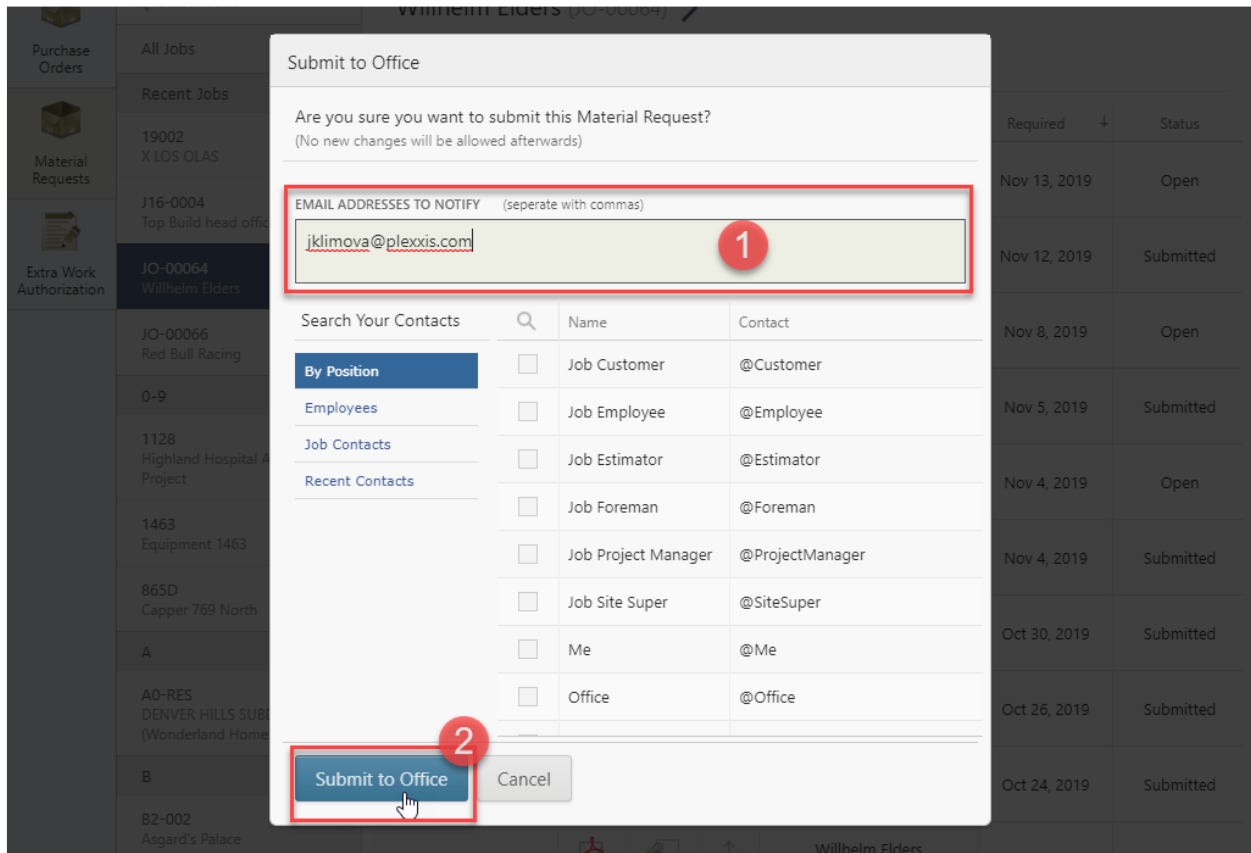 Willhelm Elders (JO-00064)
Purchase
Orders
Material
Requests
Extra Work
Authorization
All Jobs
Recent Jobs
19002
X LOS OLAS
J16-0004
Top Build head offic
JO-00064
Willhelm Elders
JO-00066
Red Bull Racing
0-9
1128
Highland Hospital A
Project
1463
Equipment 1463
865D
Capper 769 North
A
A0-RES
DENVER HILLS SUBD
(Wonderland Home
B
B2-002
Asgard's Palace
Submit to Office
Are you sure you want to submit this Material Request?
(No new changes will be allowed afterwards)
EMAIL ADDRESSES TO NOTIFY (seperate with commas)
jklimova@plexxis.com
1
Search Your Contacts
By Position
Employees
Job Contacts
Recent Contacts
Name Contact
Job Customer @Customer
Job Employee @Employee
Job Estimator @Estimator
Job Foreman @Foreman
Job Project Manager @ProjectManager
Job Site Super @SiteSuper
Me @Me
Office @Office
2
Submit to Office Cancel
Required Status
Nov 13, 2019 Open
Nov 12, 2019 Submitted
Nov 8, 2019 Open
Nov 5, 2019 Submitted
Nov 4, 2019 Open
Nov 4, 2019 Submitted
Oct 30, 2019 Submitted
Oct 26, 2019 Submitted
Oct 24, 2019 Submitted
Willhelm Elders